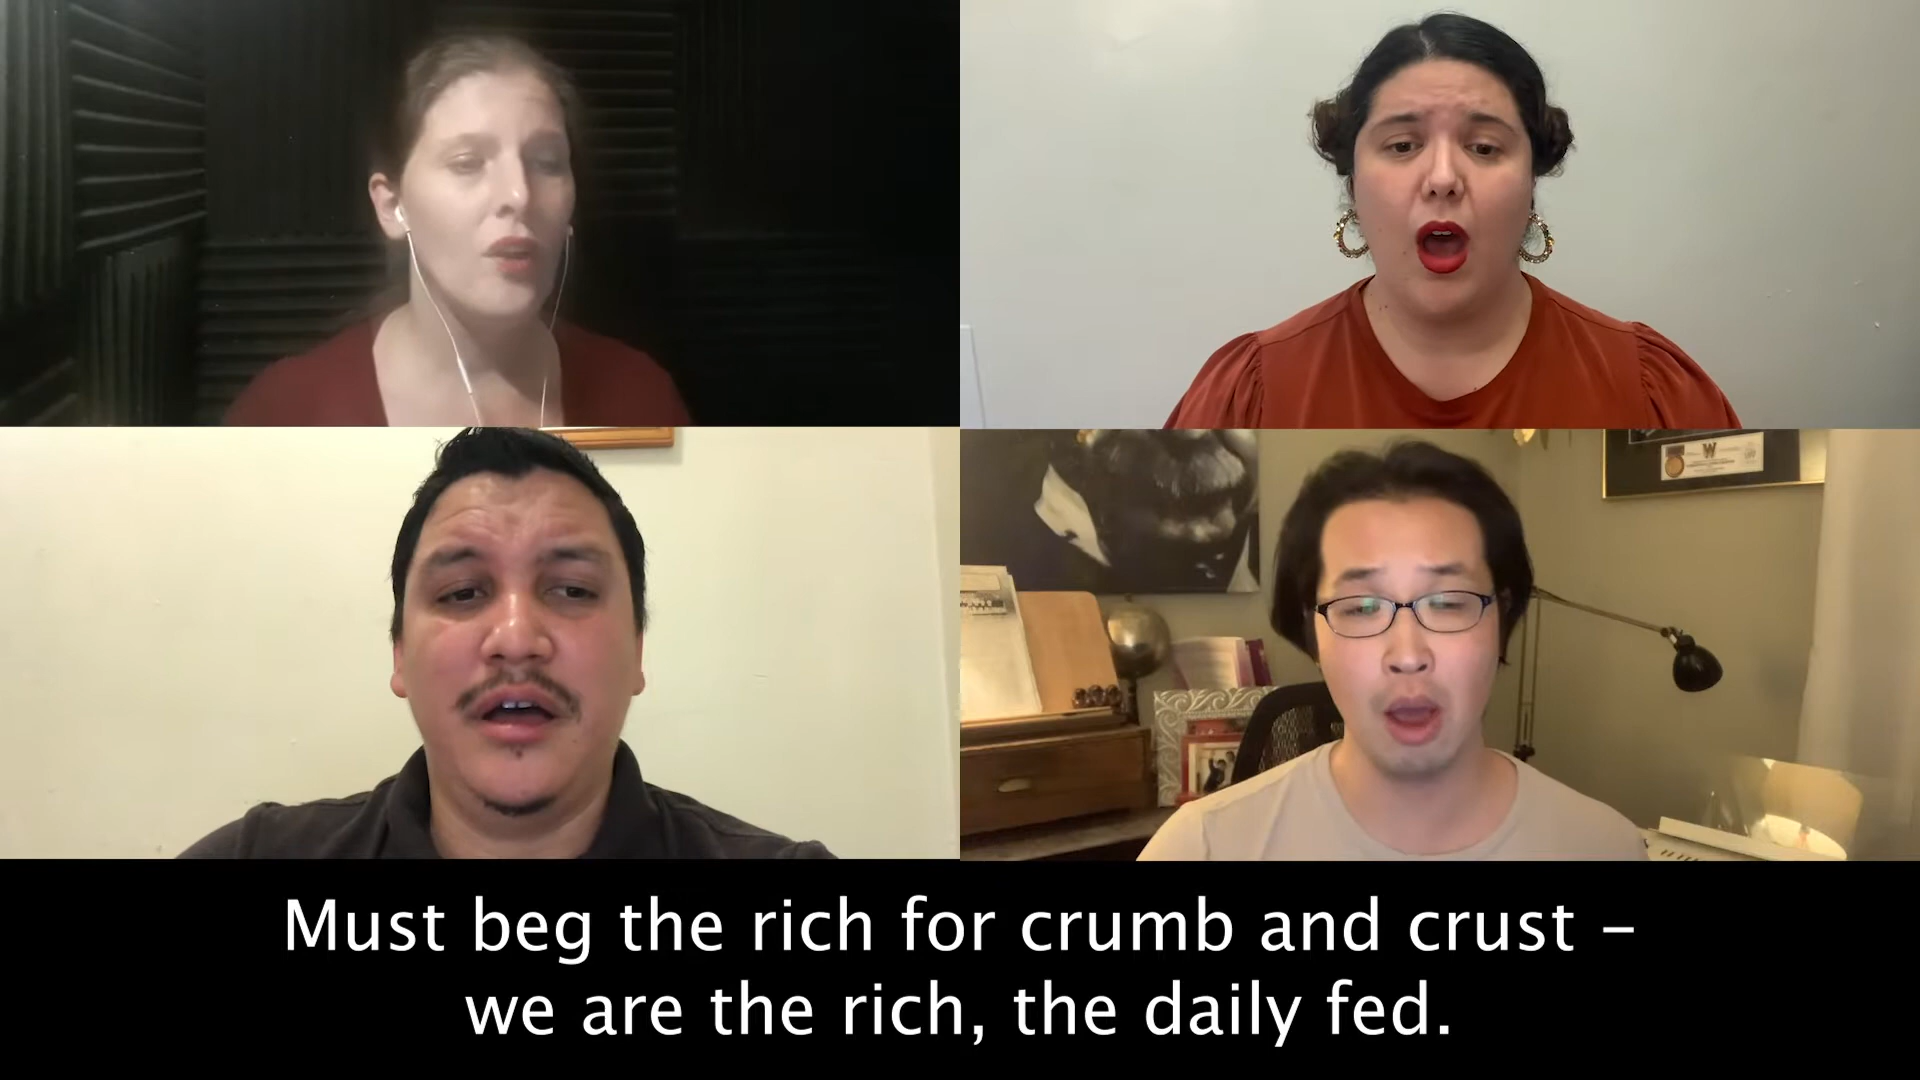 W
Must beg the rich for crumb and crust –
we are the rich, the daily fed.